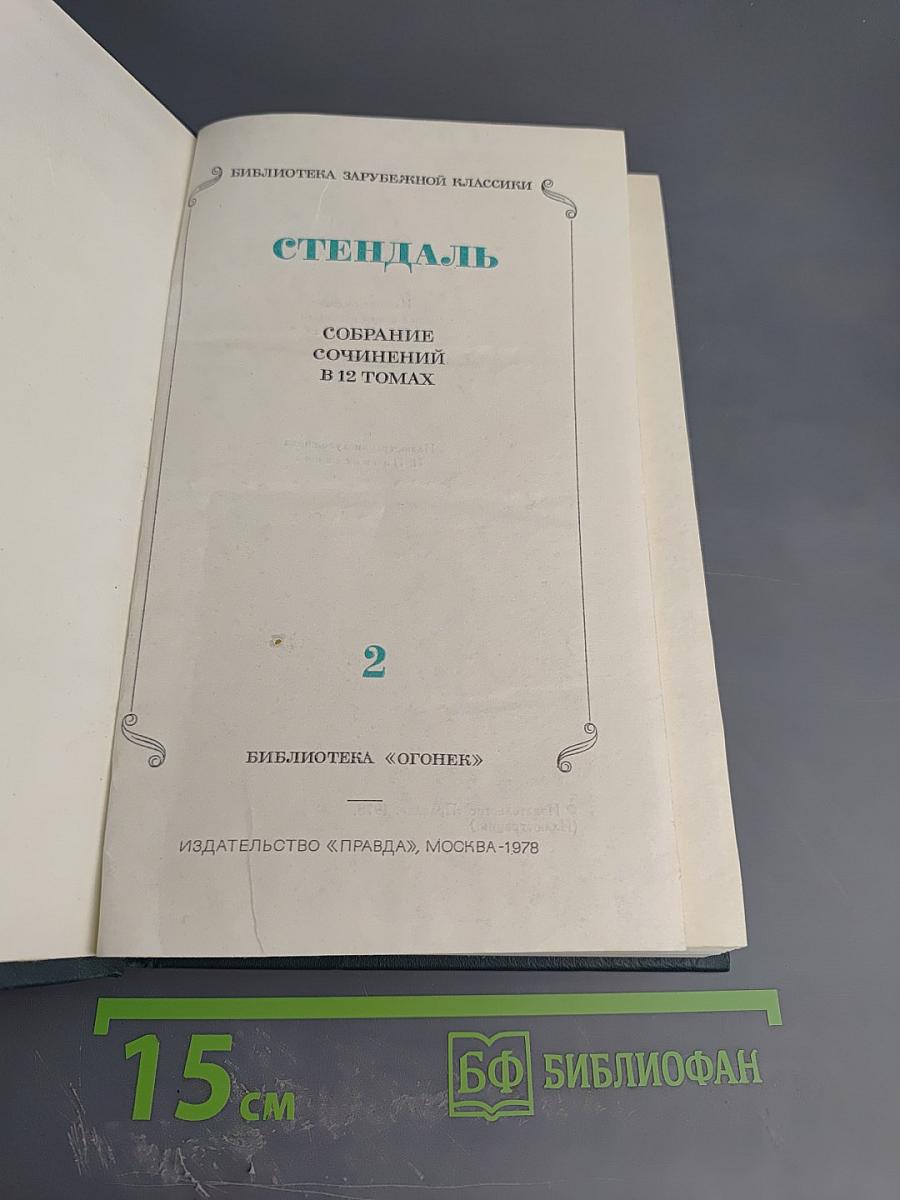 БИБЛИОТЕКА ЗАРУБЕЖНОЙ КЛАССИКИ
СТЕНДАЛЬ
СОБРАНИЕ
СОЧИНЕНИЙ
В 12 ТОМАХ
2
БИБЛИОТЕКА «ОГОНЕК»
ИЗДАТЕЛЬСТВО «ПРАВДА», МОСКВА-1978
15 см
БФ БИБЛИОФАН